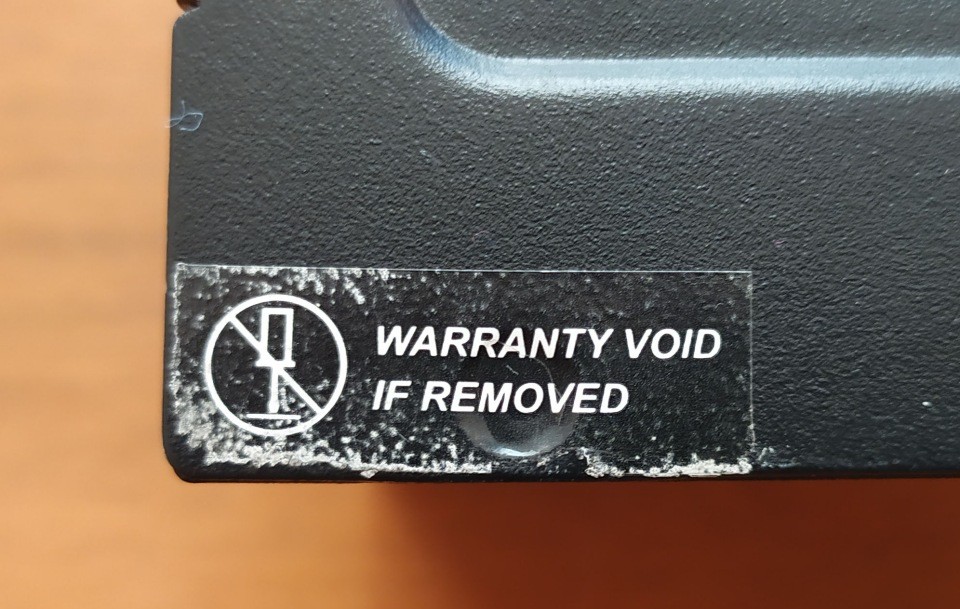 WARRANTY VOID
IF REMOVED